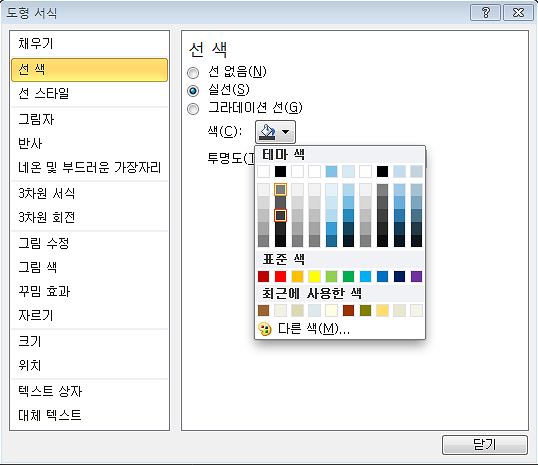 도형 서식
채우기
선 색
선 스타일
그림자
반사
네온 및 부드러운 가장자리
3차원 서식
3차원 회전
그림 수정
그림 색
꾸밈 효과
자르기
크기
위치
텍스트 상자
대체 텍스트
선 색
선 없음(N)
실선(S)
그라데이션 선(G)
색(C):
투명도(T
테마 색
표준 색
최근에 사용한 색
다른 색(M)...
닫기